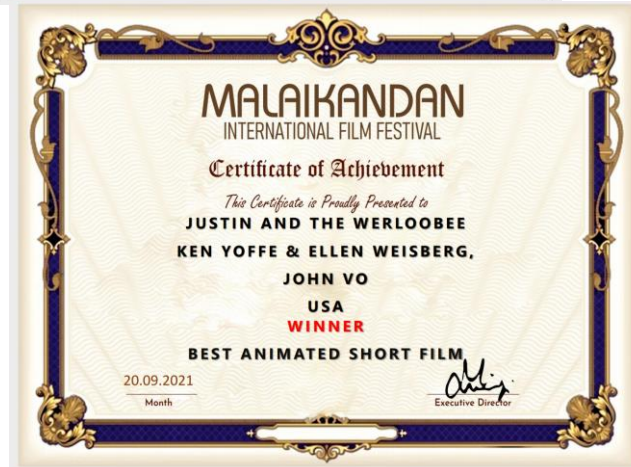 MALAIKANDAN
INTERNATIONAL FILM FESTIVAL
Certificate of Achievement
This Certificate is Proudly Presented to
JUSTIN AND THE WERLOOBEE
KEN YOFFE & ELLEN WEISBERG,
JOHN VO
USA
WINNER
BEST ANIMATED SHORT FILM
20.09.2021
Month
Executive Director